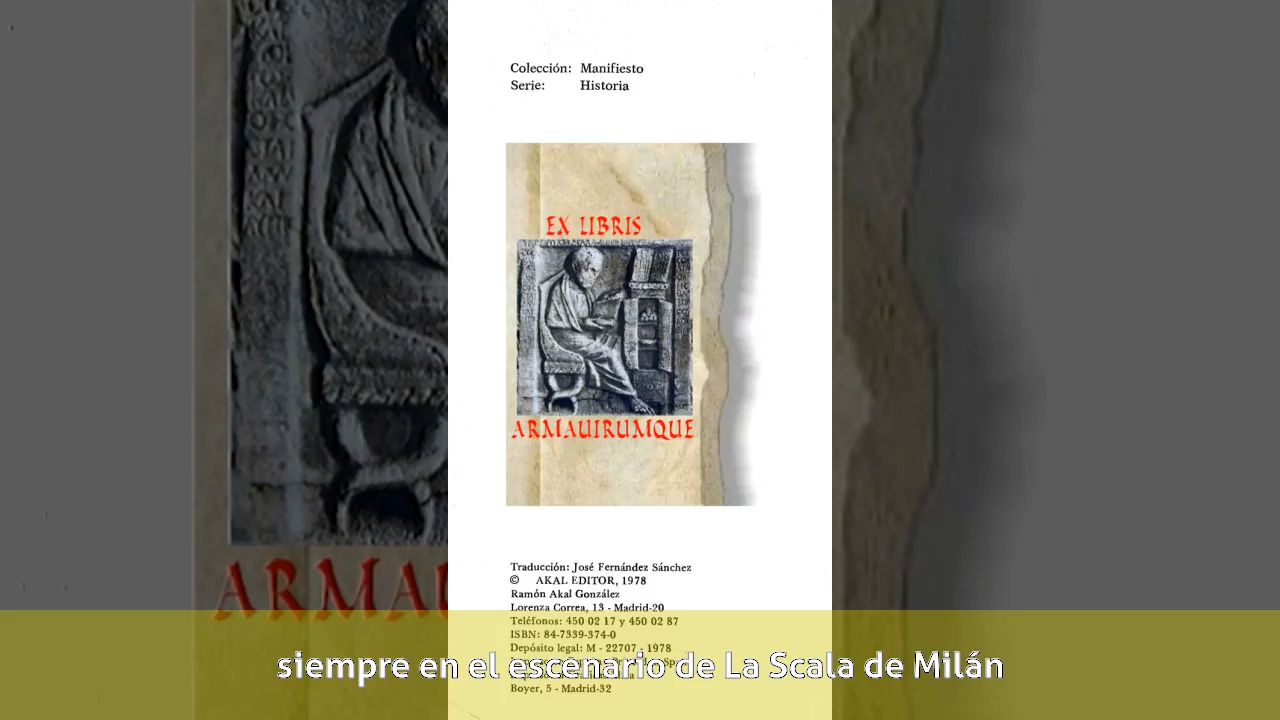 Colección: Manifiesto
Serie: Historia
EX LIBRIS
ARMAUIRUMQUE
Traducción: José Fernández Sánchez
© AKAL EDITOR, 1978
Ramón Akal González
Lorenza Correa, 13 - Madrid-20
Teléfonos: 450 02 17 y 450 02 87
ISBN: 84-7339-374-0
Depósito legal: M - 22707 - 1978
siempre en el escenario de La Scala de Milán
Boyer, 5 - Madrid-32
ARMAU